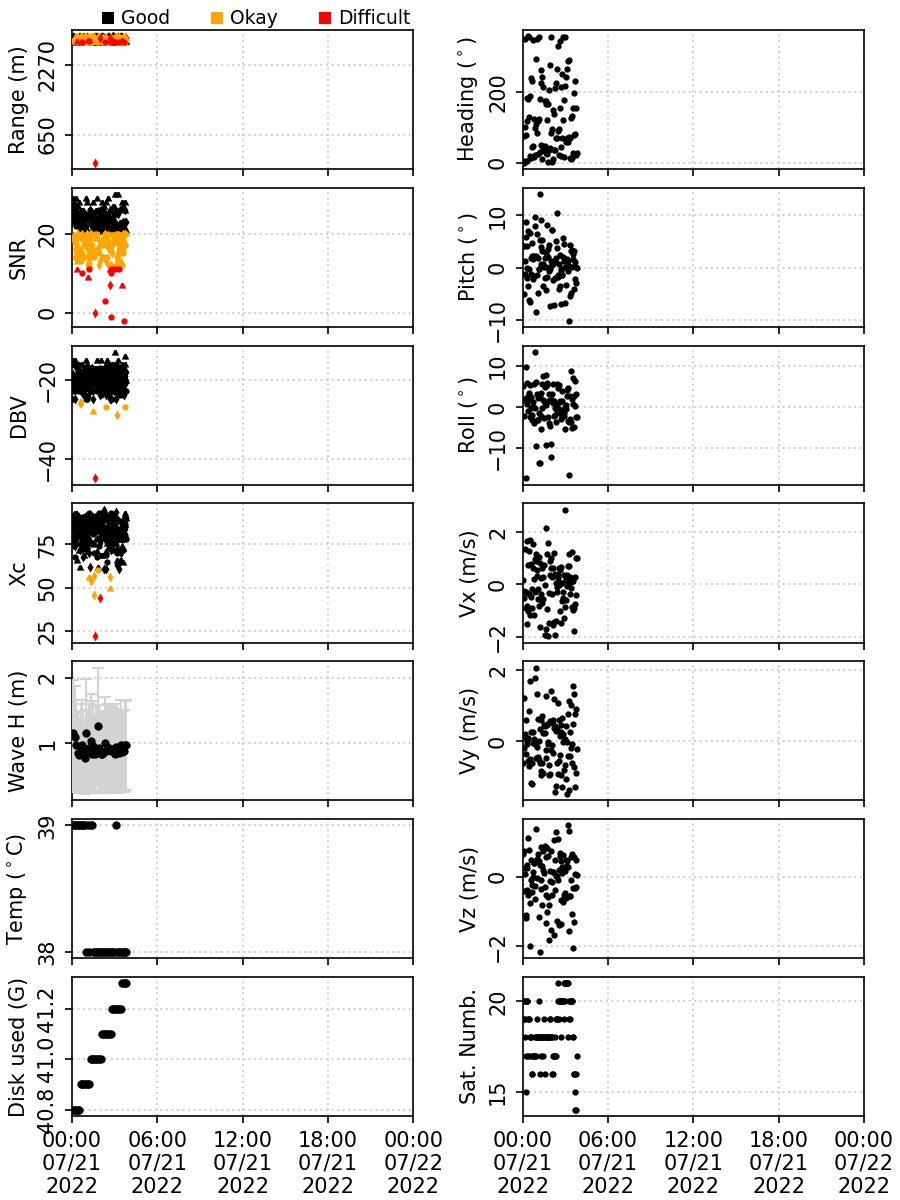 Good Okay Difficult
Range (m)
2270
650
Heading (°)
200
0
SNR
20
0
Pitch (°)
10
0
−10
DBV
−20
−40
Roll (°)
10
0
−10
Xc
75
50
25
Vx (m/s)
2
0
−2
Wave H (m)
2
1
Vy (m/s)
2
0
Temp (°C)
39
38
Vz (m/s)
0
−2
Disk used (G)
41.2
41.0
40.8
Sat. Numb.
20
15
00:00 06:00 12:00 18:00 00:00 00:00 06:00 12:00 18:00 00:00
07/21 07/21 07/21 07/21 07/22 07/21 07/21 07/21 07/21 07/22
2022 2022 2022 2022 2022 2022 2022 2022 2022 2022